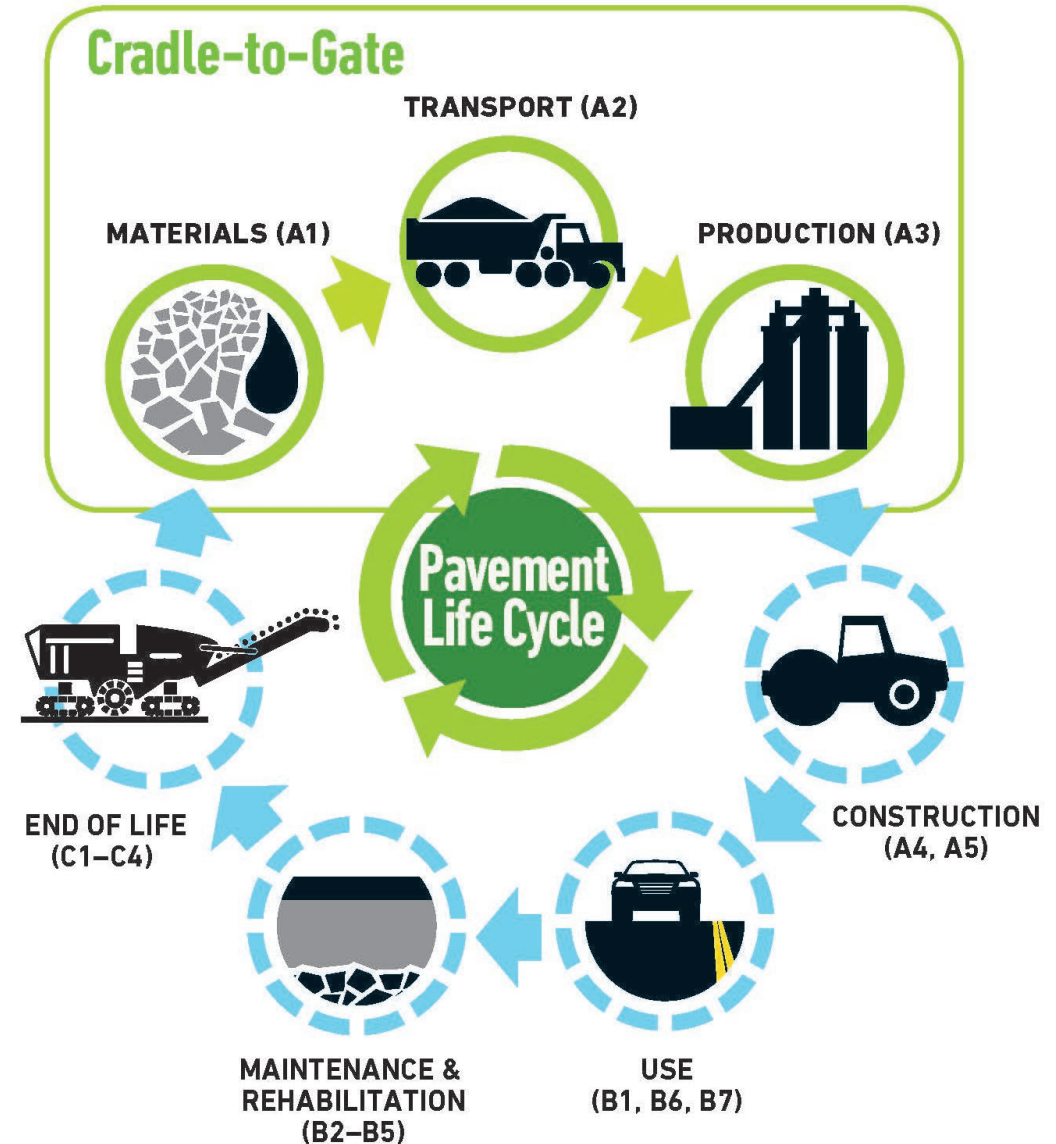 Cradle-to-Gate
TRANSPORT (A2)
MATERIALS (A1)
PRODUCTION (A3)
Pavement
Life Cycle
CONSTRUCTION
(A4, A5)
END OF LIFE
(C1–C4)
USE
(B1, B6, B7)
MAINTENANCE &
REHABILITATION
(B2–B5)